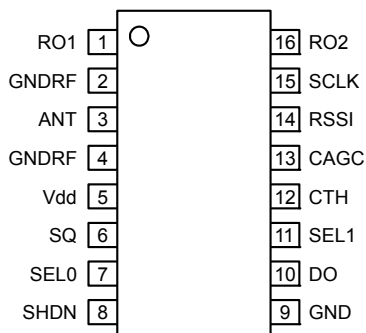 RO1 1 16 RO2
GNDRF 2 15 SCLK
ANT 3 14 RSSI
GNDRF 4 13 CAGC
Vdd 5 12 CTH
SQ 6 11 SEL1
SEL0 7 10 DO
SHDN 8 9 GND